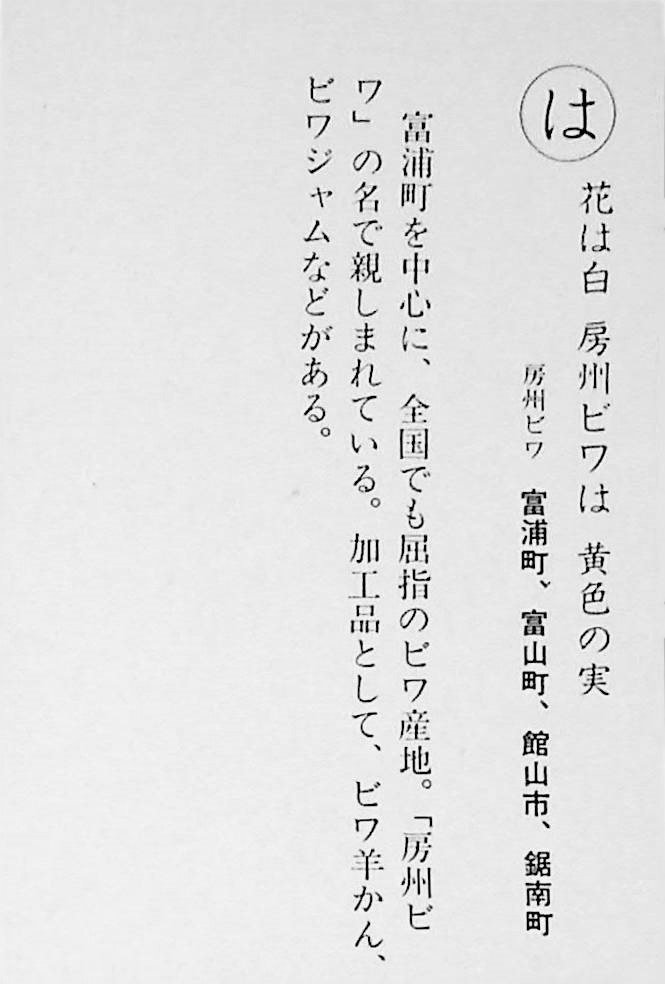 は
花は白 房州ビワは 黄色の実
房州ビワ 富浦町、富山町、館山市、鋸南町
富浦町を中心に、全国でも屈指のビワ産地。「房州ビ
ワ」の名で親しまれている。加工品として、ビワ羊かん、
ビワジャムなどがある。